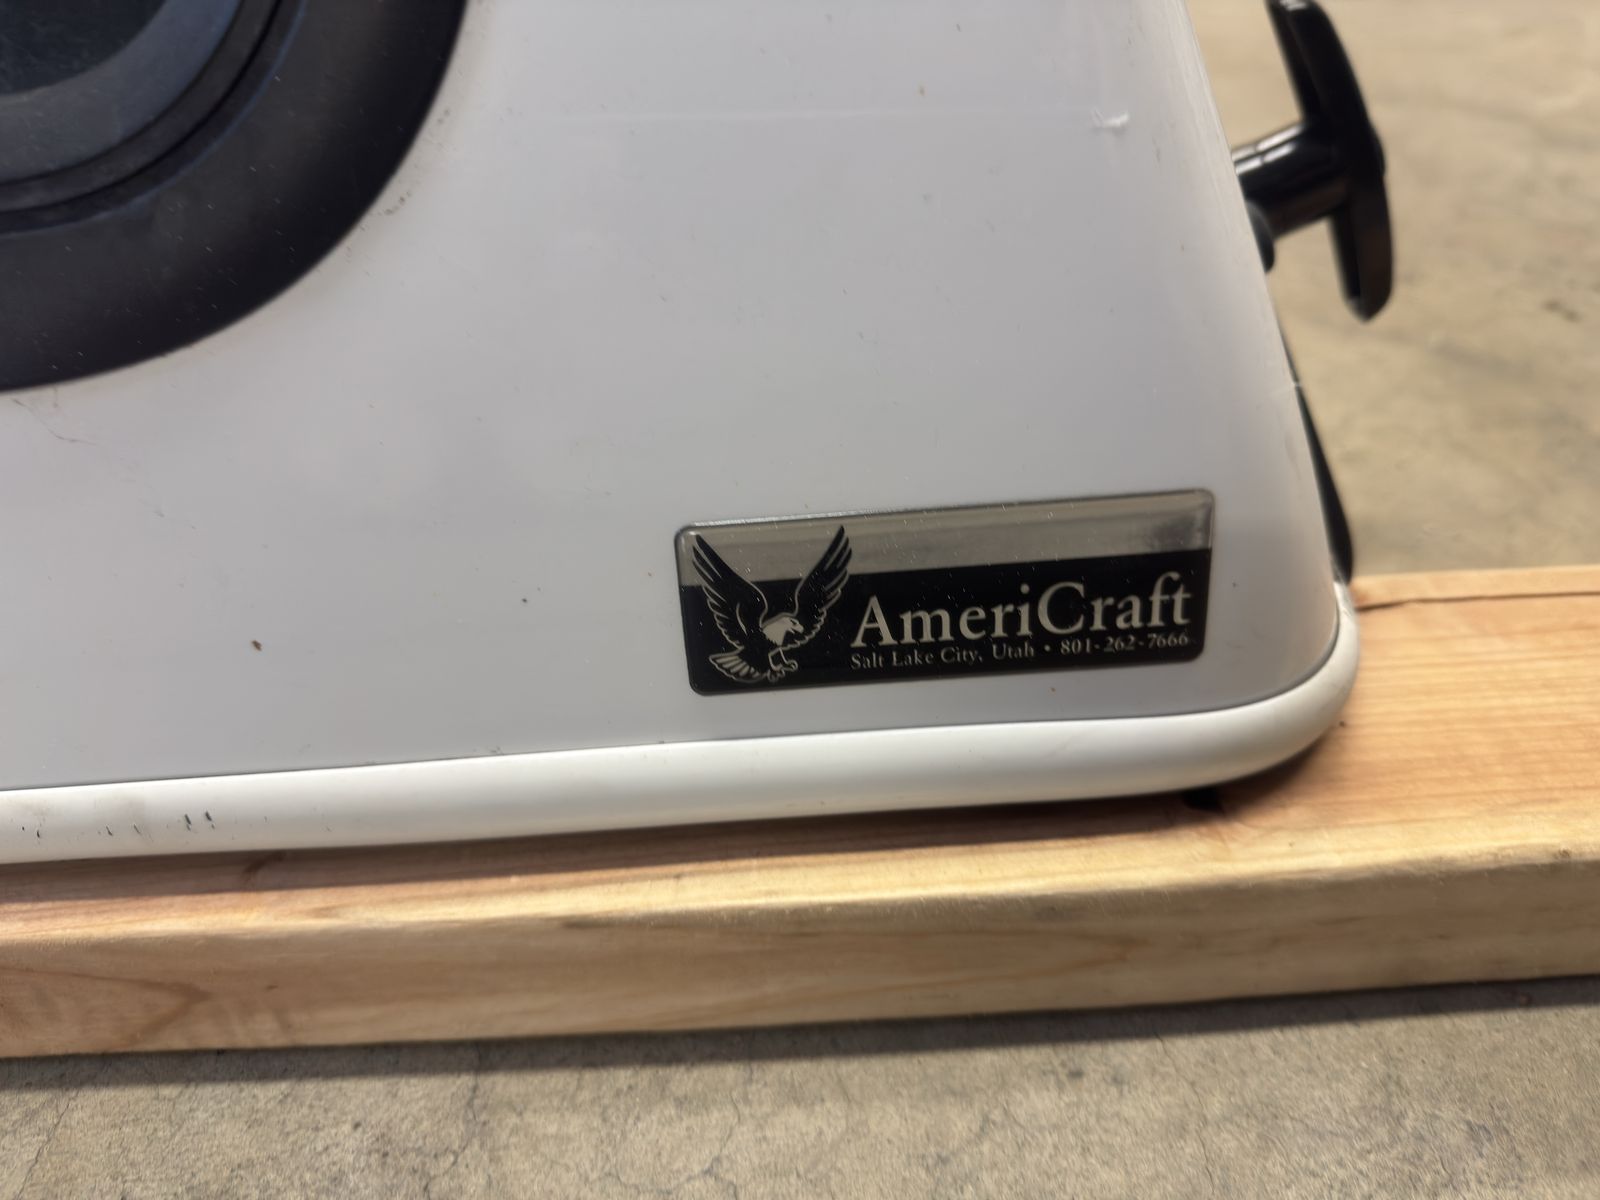 AmeriCraft
Salt Lake City, Utah • 801-262-7666